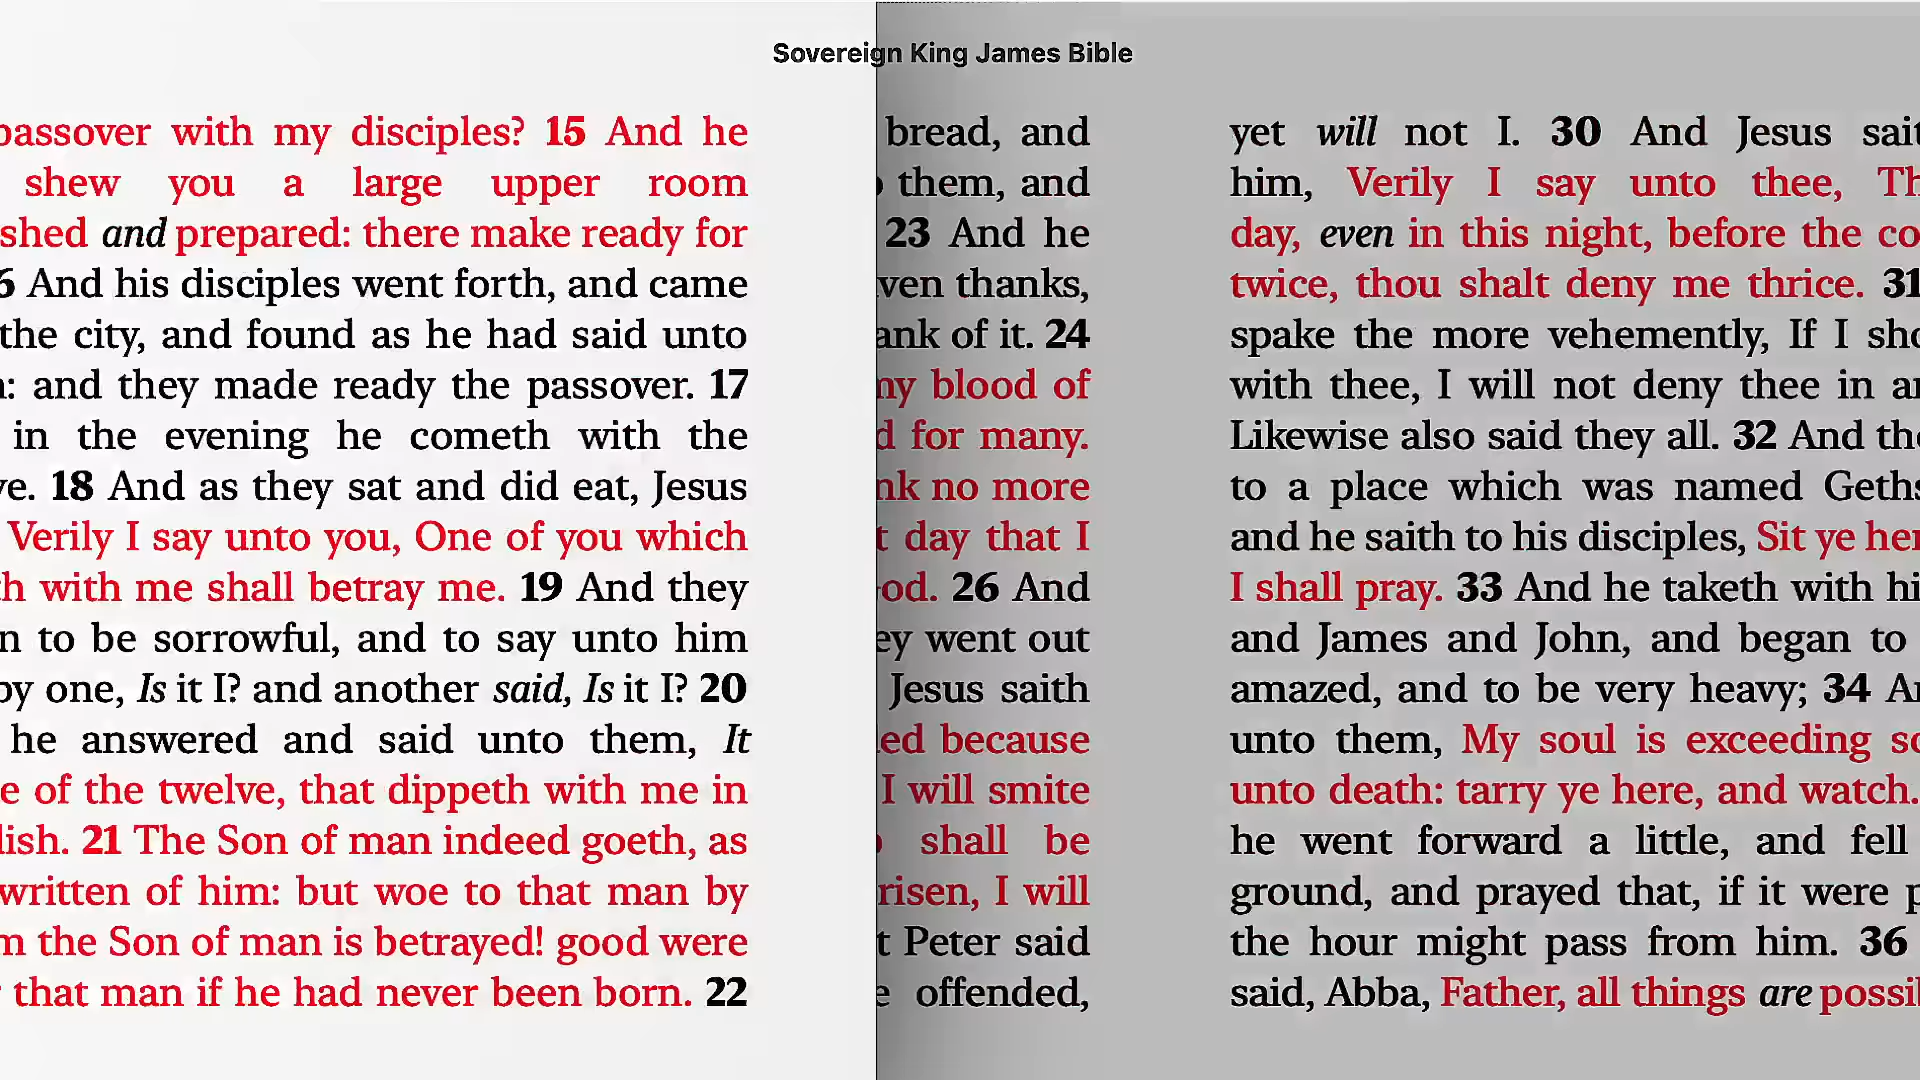 Sovereign King James Bible
passover with my disciples? 15 And he
shew you a large upper room
shed and prepared: there make ready for
6 And his disciples went forth, and came
the city, and found as he had said unto
: and they made ready the passover. 17
in the evening he cometh with the
ve. 18 And as they sat and did eat, Jesus
Verily I say unto you, One of you which
th with me shall betray me. 19 And they
n to be sorrowful, and to say unto him
by one, Is it I? and another said, Is it I? 20
he answered and said unto them, It
e of the twelve, that dippeth with me in
lish. 21 The Son of man indeed goeth, as
written of him: but woe to that man by
m the Son of man is betrayed! good were
that man if he had never been born. 22
bread, and
them, and
23 And he
ven thanks,
ank of it. 24
my blood of
d for many.
nk no more
t day that I
od. 26 And
ey went out
Jesus saith
led because
I will smite
shall be
risen, I will
t Peter said
e offended,
yet will not I. 30 And Jesus sait
him, Verily I say unto thee, Th
day, even in this night, before the co
twice, thou shalt deny me thrice. 31
spake the more vehemently, If I sho
with thee, I will not deny thee in an
Likewise also said they all. 32 And the
to a place which was named Geths
and he saith to his disciples, Sit ye her
I shall pray. 33 And he taketh with hi
and James and John, and began to
amazed, and to be very heavy; 34 An
unto them, My soul is exceeding so
unto death: tarry ye here, and watch.
he went forward a little, and fell
ground, and prayed that, if it were p
the hour might pass from him. 36
said, Abba, Father, all things are possil